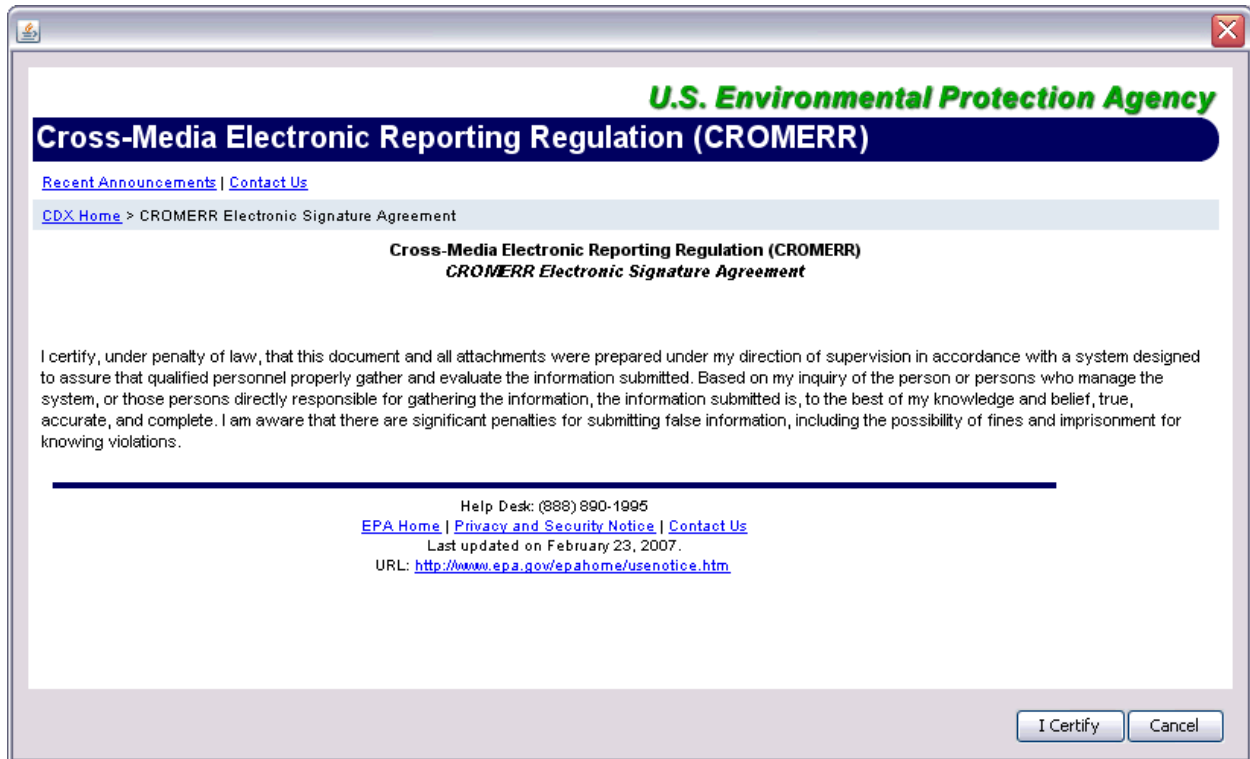 U.S. Environmental Protection Agency
Cross-Media Electronic Reporting Regulation (CROMERR)
Recent Announcements | Contact Us
CDX Home > CROMERR Electronic Signature Agreement
Cross-Media Electronic Reporting Regulation (CROMERR)
CROMERR Electronic Signature Agreement
I certify, under penalty of law, that this document and all attachments were prepared under my direction of supervision in accordance with a system designed
to assure that qualified personnel properly gather and evaluate the information submitted. Based on my inquiry of the person or persons who manage the
system, or those persons directly responsible for gathering the information, the information submitted is, to the best of my knowledge and belief, true,
accurate, and complete. I am aware that there are significant penalties for submitting false information, including the possibility of fines and imprisonment for
knowing violations.
Help Desk: (888) 890-1995
EPA Home | Privacy and Security Notice | Contact Us
Last updated on February 23, 2007.
URL: http://www.epa.gov/epahome/usenotice.htm
I Certify Cancel